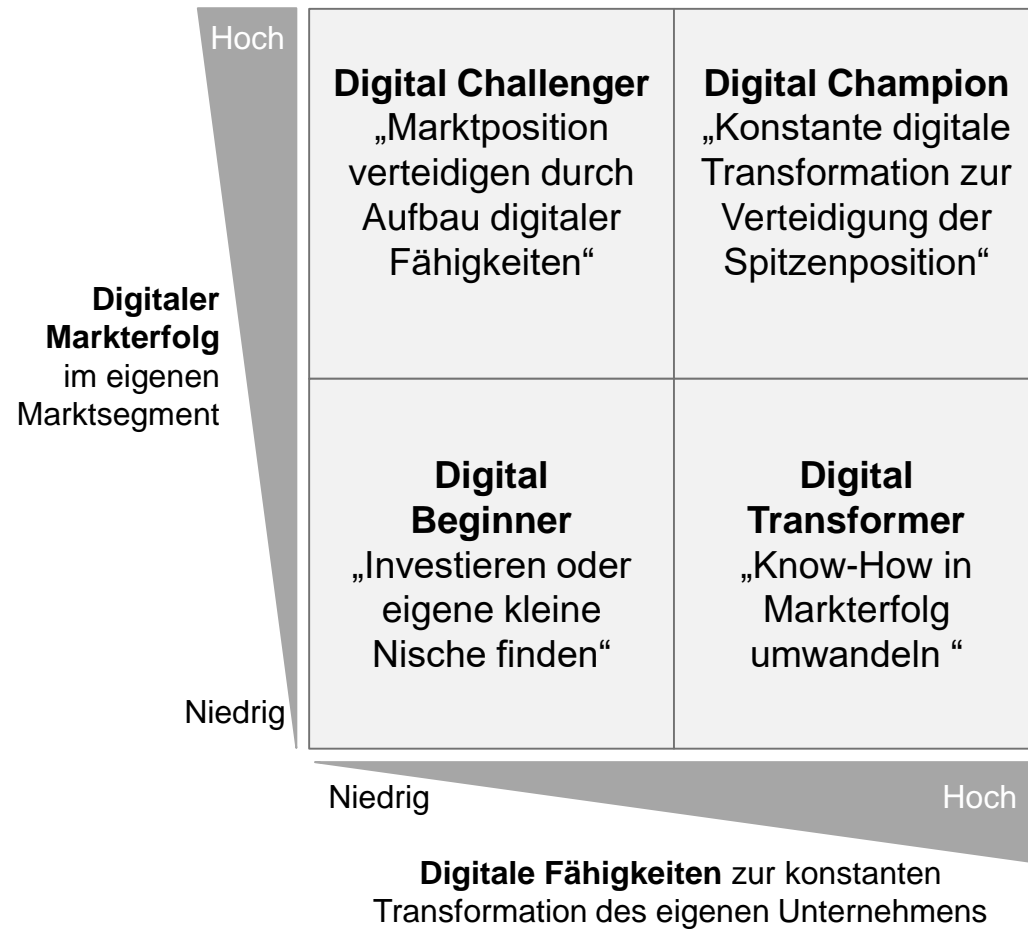 Hoch
Digital Challenger
„Marktposition
verteidigen durch
Aufbau digitaler
Fähigkeiten“
Digital Champion
„Konstante digitale
Transformation zur
Verteidigung der
Spitzenposition“
Digitaler
Markterfolg
im eigenen
Marktsegment
Digital
Beginner
„Investieren oder
eigene kleine
Nische finden“
Digital
Transformer
„Know-How in
Markterfolg
umwandeln “
Niedrig
Niedrig
Hoch
Digitale Fähigkeiten zur konstanten
Transformation des eigenen Unternehmens